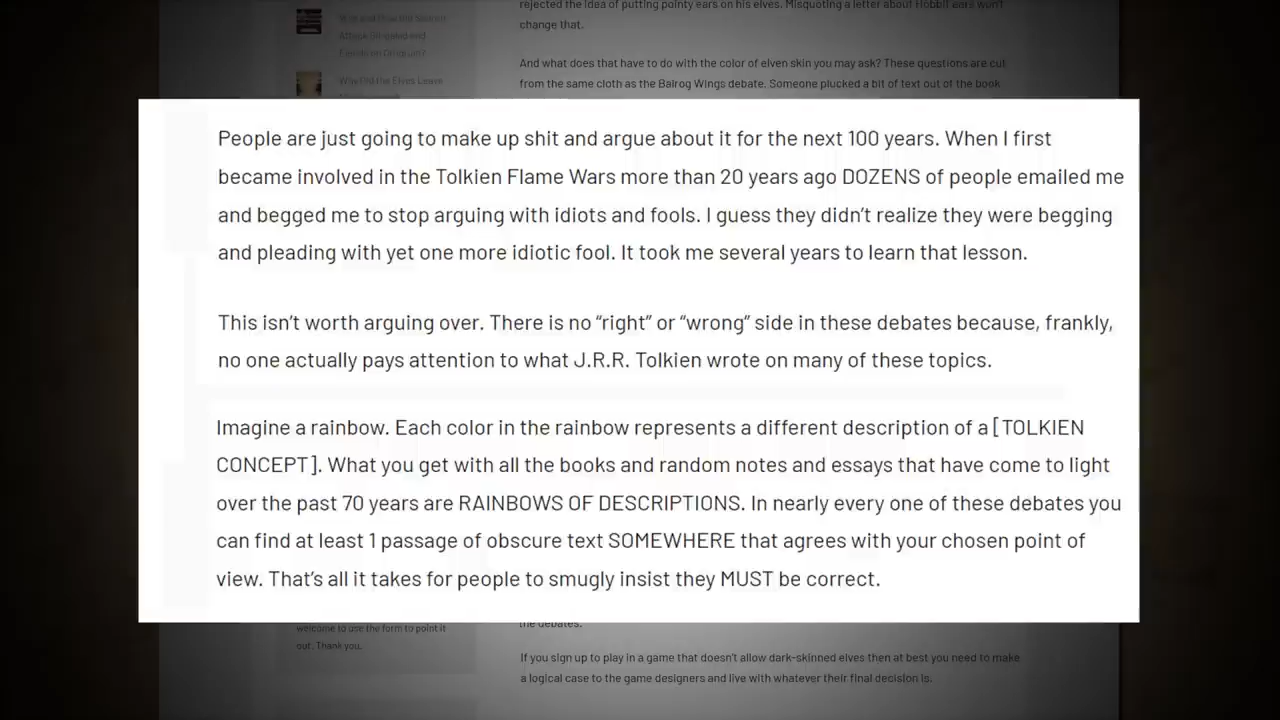 rejected the idea of putting pointy ears on his elves. Misquoting a letter about Hobbit ears won't
change that.
And what does that have to do with the color of elven skin you may ask? These questions are cut
from the same cloth as the Balrog Wings debate. Someone plucked a bit of text out of the book
Why Did the Elves Leave
People are just going to make up shit and argue about it for the next 100 years. When I first
became involved in the Tolkien Flame Wars more than 20 years ago DOZENS of people emailed me
and begged me to stop arguing with idiots and fools. I guess they didn’t realize they were begging
and pleading with yet one more idiotic fool. It took me several years to learn that lesson.
This isn’t worth arguing over. There is no “right” or “wrong” side in these debates because, frankly,
no one actually pays attention to what J.R.R. Tolkien wrote on many of these topics.
Imagine a rainbow. Each color in the rainbow represents a different description of a [TOLKIEN
CONCEPT]. What you get with all the books and random notes and essays that have come to light
over the past 70 years are RAINBOWS OF DESCRIPTIONS. In nearly every one of these debates you
can find at least 1 passage of obscure text SOMEWHERE that agrees with your chosen point of
view. That’s all it takes for people to smugly insist they MUST be correct.
welcome to use the form to point it
out. Thank you.
the debates.
If you sign up to play in a game that doesn't allow dark-skinned elves then at best you need to make
a logical case to the game designers and live with whatever their final decision is.